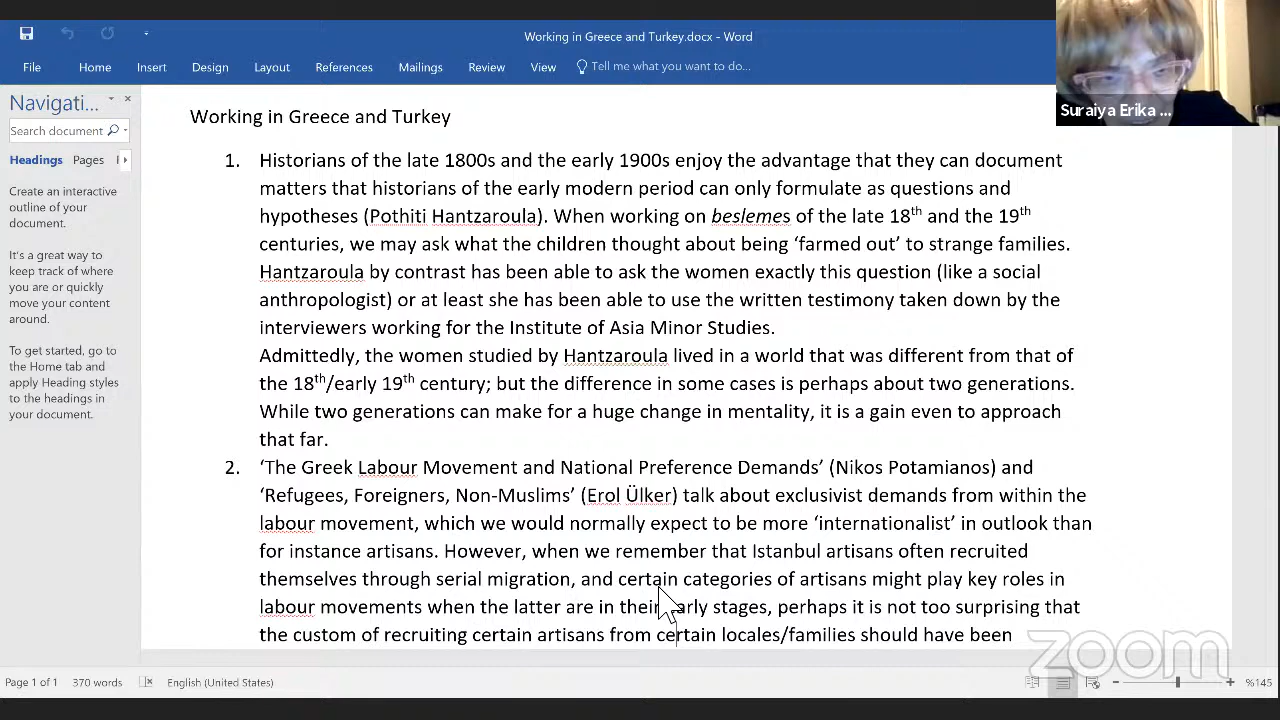 Working in Greece and Turkey.docx - Word
File Home Insert Design Layout References Mailings Review View Tell me what you want to do...
Navigati...
Search document
Headings Pages
Create an interactive
outline of your
document.
It's a great way to
keep track of where
you are or quickly
move your content
around.
To get started, go to
the Home tab and
apply Heading styles
to the headings in
your document.
Working in Greece and Turkey
1. Historians of the late 1800s and the early 1900s enjoy the advantage that they can document
matters that historians of the early modern period can only formulate as questions and
hypotheses (Pothiti Hantzaroula). When working on beslemes of the late 18th and the 19th
centuries, we may ask what the children thought about being ‘farmed out’ to strange families.
Hantzaroula by contrast has been able to ask the women exactly this question (like a social
anthropologist) or at least she has been able to use the written testimony taken down by the
interviewers working for the Institute of Asia Minor Studies.
Admittedly, the women studied by Hantzaroula lived in a world that was different from that of
the 18th/early 19th century; but the difference in some cases is perhaps about two generations.
While two generations can make for a huge change in mentality, it is a gain even to approach
that far.
2. ‘The Greek Labour Movement and National Preference Demands’ (Nikos Potamianos) and
‘Refugees, Foreigners, Non-Muslims’ (Erol Ülker) talk about exclusivist demands from within the
labour movement, which we would normally expect to be more ‘internationalist’ in outlook than
for instance artisans. However, when we remember that Istanbul artisans often recruited
themselves through serial migration, and certain categories of artisans might play key roles in
labour movements when the latter are in their early stages, perhaps it is not too surprising that
the custom of recruiting certain artisans from certain locales/families should have been
Suraiya Erika ...
zoom
Page 1 of 1 370 words English (United States) %145